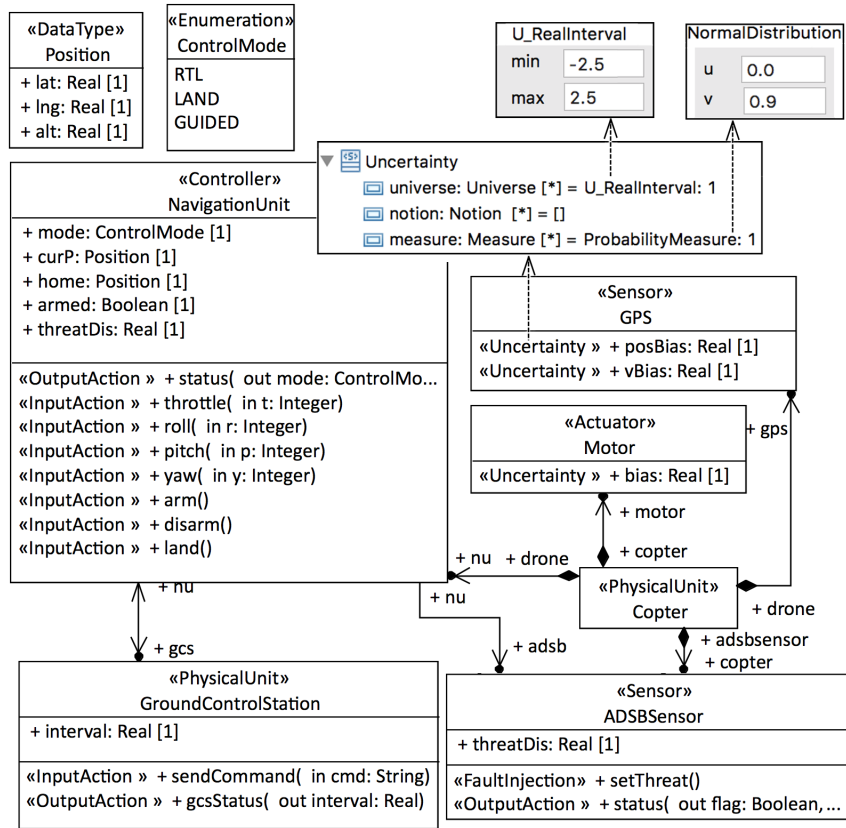 «DataType»
Position
+ lat: Real [1]
+ lng: Real [1]
+ alt: Real [1]
«Enumeration»
ControlMode
RTL
LAND
GUIDED
U_RealInterval
min -2.5
max 2.5
NormalDistribution
u 0.0
v 0.9
<S> Uncertainty
universe: Universe [*] = U_RealInterval: 1
notion: Notion [*] = []
measure: Measure [*] = ProbabilityMeasure: 1
«Controller»
NavigationUnit
+ mode: ControlMode [1]
+ curP: Position [1]
+ home: Position [1]
+ armed: Boolean [1]
+ threatDis: Real [1]
«OutputAction» + status( out mode: ControlMo...
«InputAction» + throttle( in t: Integer)
«InputAction» + roll( in r: Integer)
«InputAction» + pitch( in p: Integer)
«InputAction» + yaw( in y: Integer)
«InputAction» + arm()
«InputAction» + disarm()
«InputAction» + land()
«Sensor»
GPS
«Uncertainty» + posBias: Real [1]
«Uncertainty» + vBias: Real [1]
«Actuator»
Motor
«Uncertainty» + bias: Real [1]
+ gps
+ motor
+ copter
+ nu
+ drone
«PhysicalUnit»
Copter
+ drone
+ nu
+ nu
+ adsb
+ adsbsensor
+ copter
+ gcs
«PhysicalUnit»
GroundControlStation
+ interval: Real [1]
«InputAction» + sendCommand( in cmd: String)
«OutputAction» + gcsStatus( out interval: Real)
«Sensor»
ADSBSensor
+ threatDis: Real [1]
«FaultInjection» + setThreat()
«OutputAction» + status( out flag: Boolean, ...